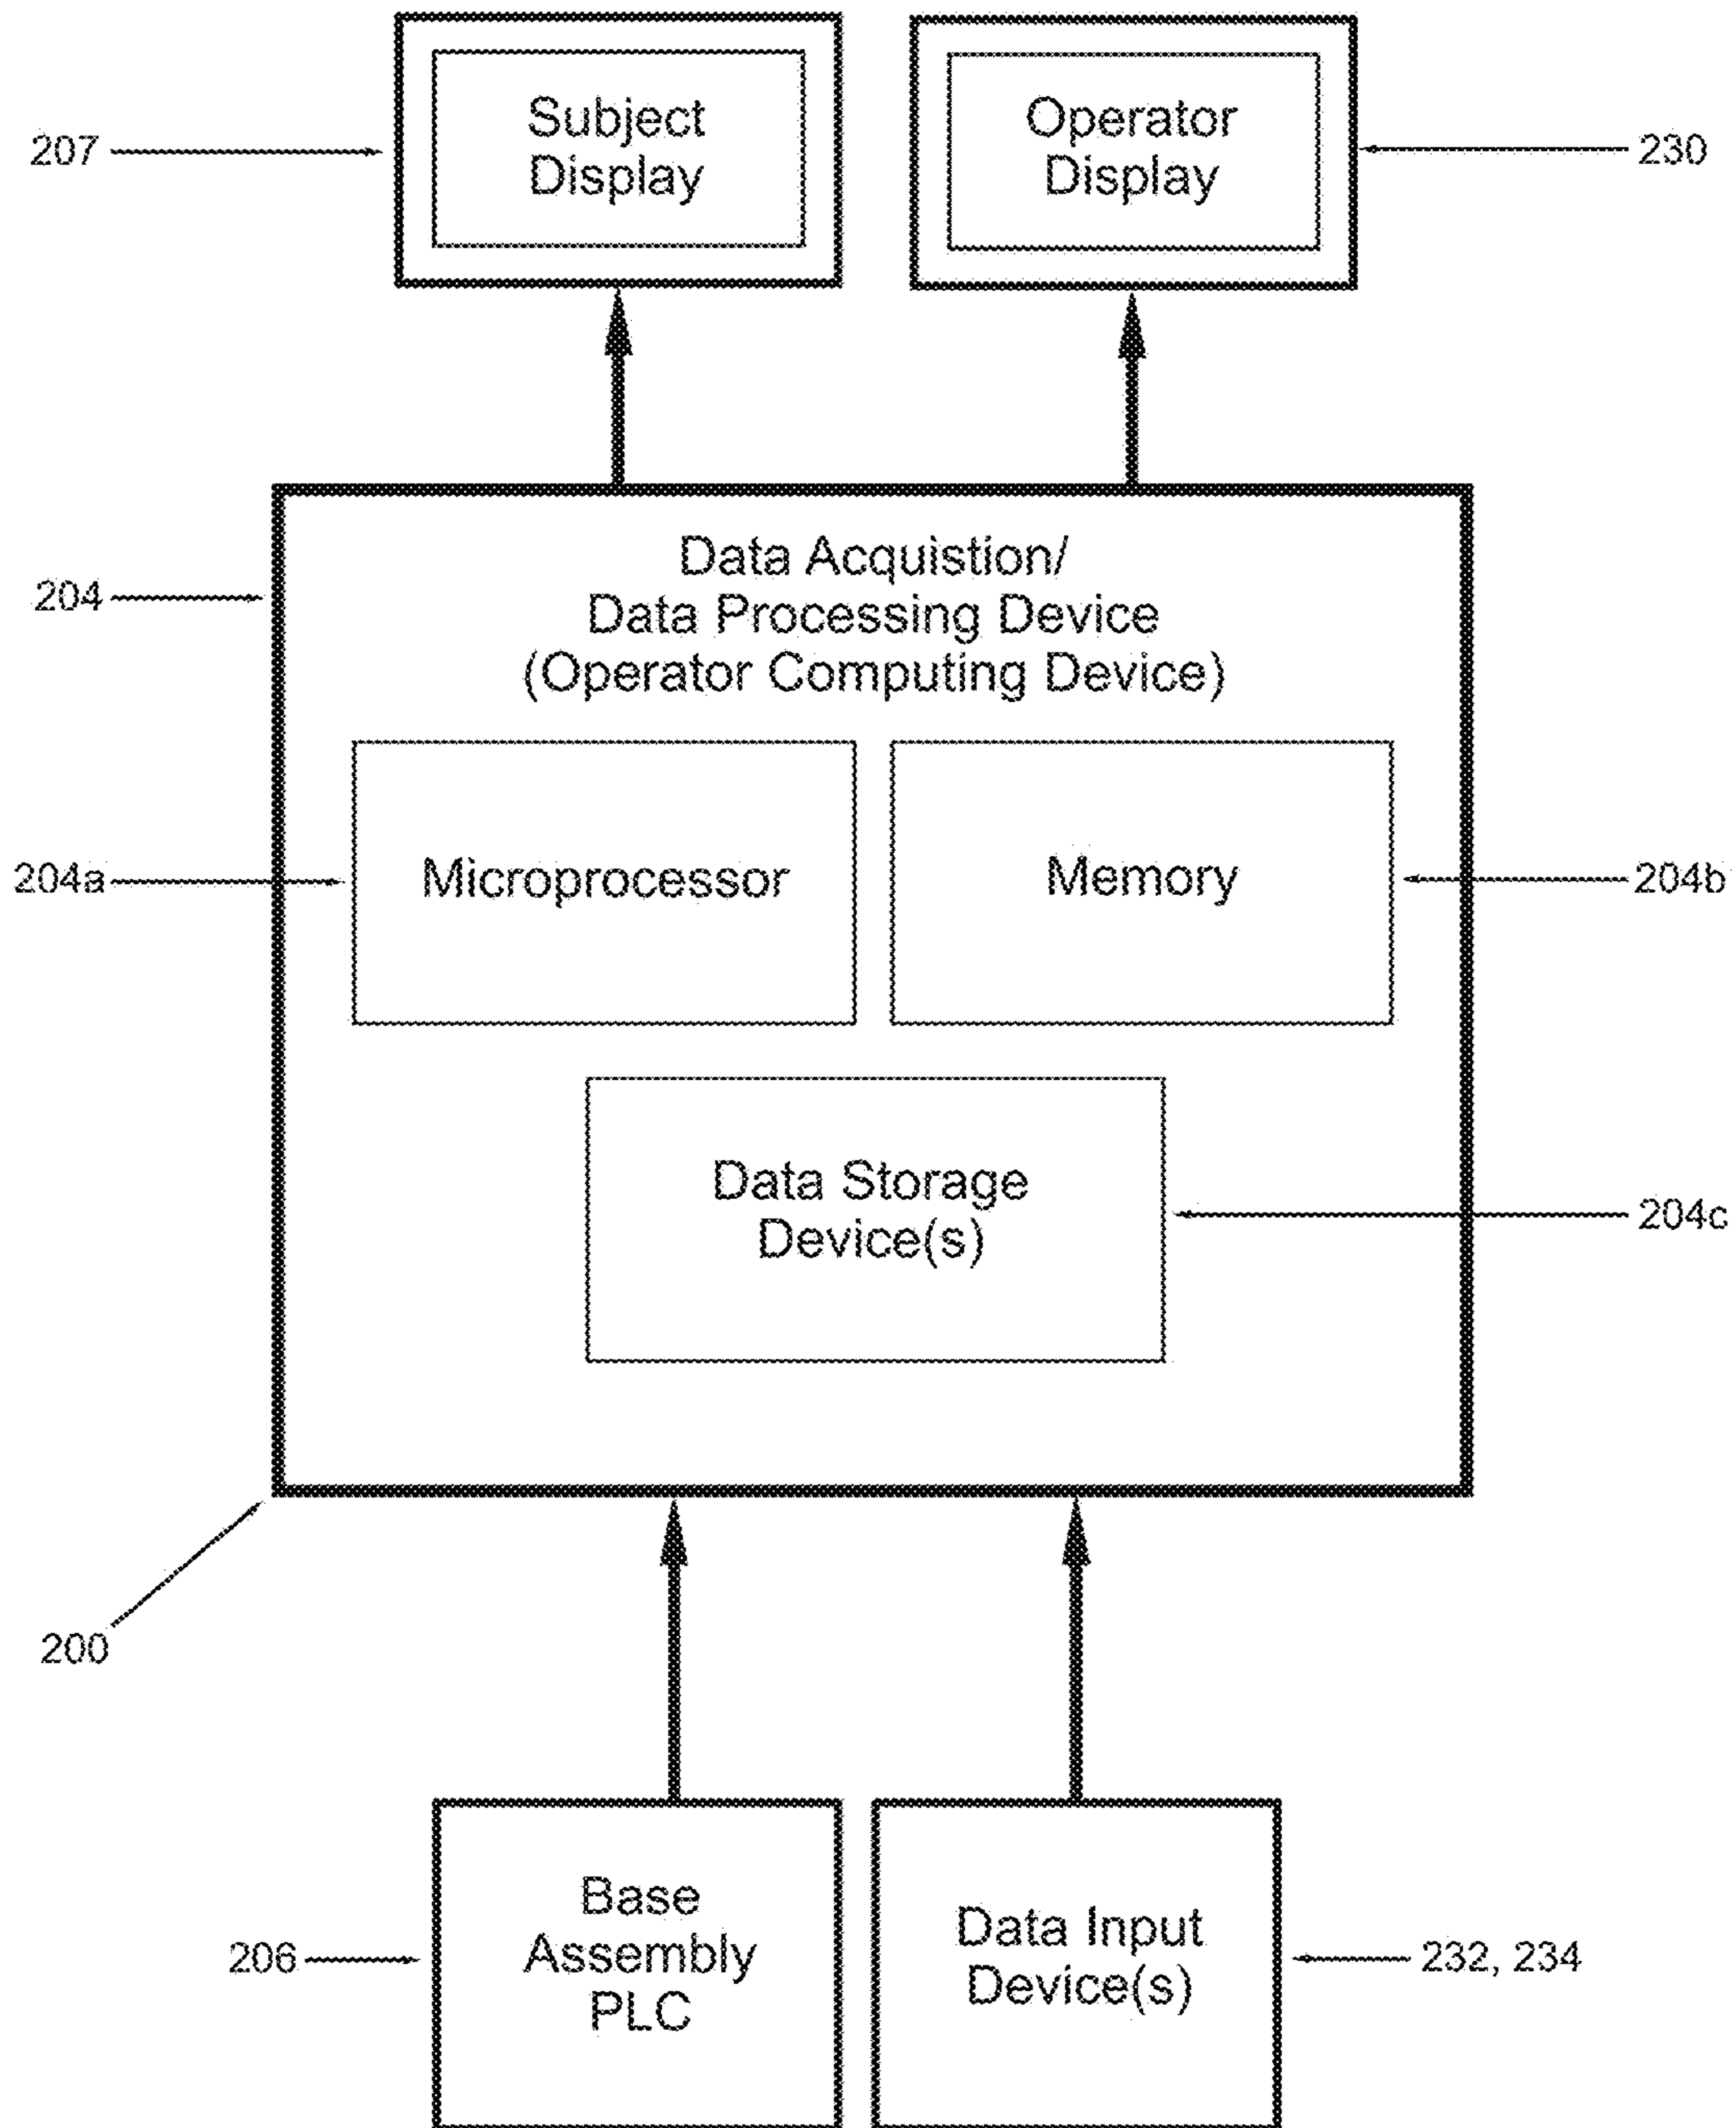 Subject
Display
Operator
Display
207
230
Data Acquistion/
Data Processing Device
(Operator Computing Device)
204
Microprocessor
Memory
204a
204b
Data Storage
Device(s)
204c
200
Base
Assembly
PLC
Data Input
Device(s)
206
232, 234